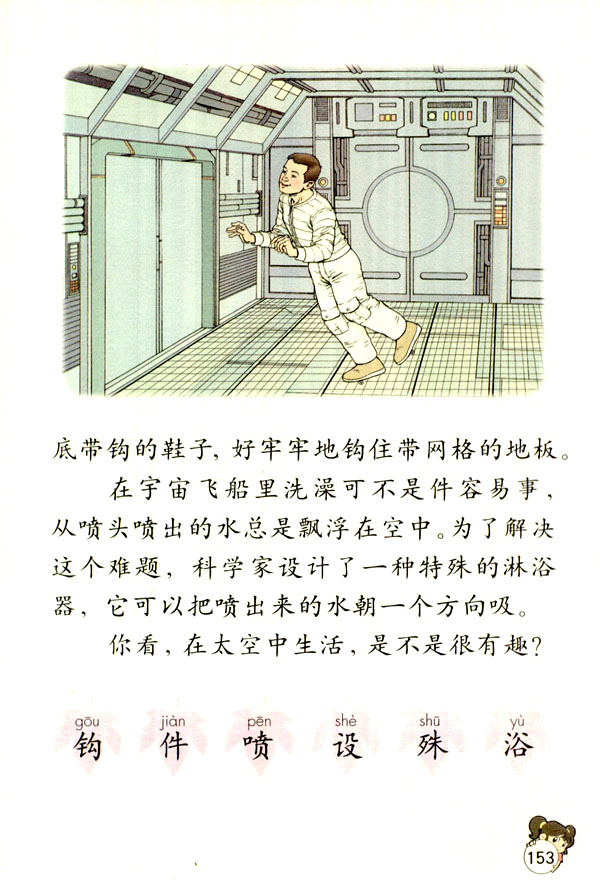 底带钩的鞋子，好牢牢地钩住带网格的地板。
在宇宙飞船里洗澡可不是件容易事，
从喷头喷出的水总是飘浮在空中。为了解决
这个难题，科学家设计了一种特殊的淋浴
器，它可以把喷出来的水朝一个方向吸。
你看，在太空中生活，是不是很有趣？
gōu jiàn pēn shè shū yù
钩 件 喷 设 殊 浴
153